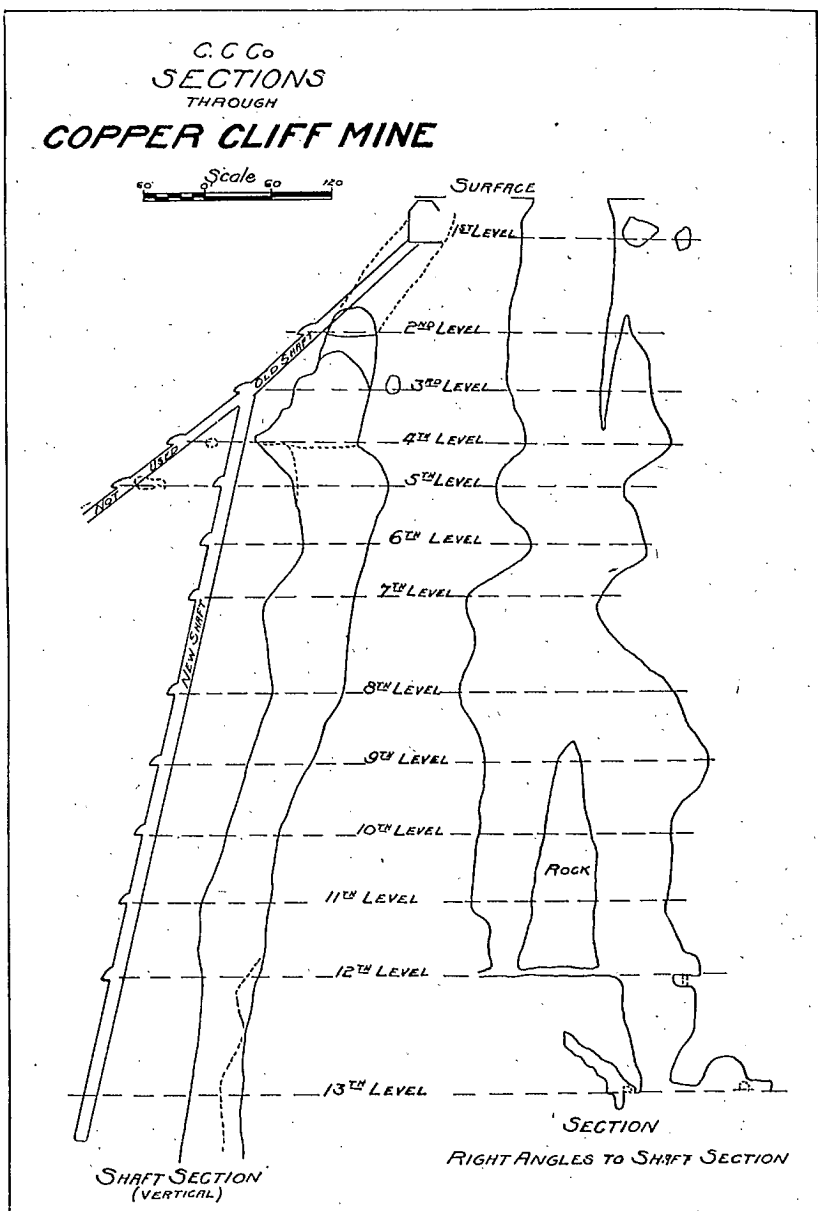 C. C Co
SECTIONS
THROUGH
COPPER CLIFF MINE
Scale
60' 0' 60 120
SURFACE
1ST LEVEL
2ND LEVEL
OLD SHAFT
3RD LEVEL
4TH LEVEL
NOT USED
5TH LEVEL
6TH LEVEL
7TH LEVEL
NEW SHAFT
8TH LEVEL
9TH LEVEL
10TH LEVEL
ROCK
11TH LEVEL
12TH LEVEL
13TH LEVEL
SHAFT SECTION
(VERTICAL)
SECTION
RIGHT ANGLES TO SHAFT SECTION